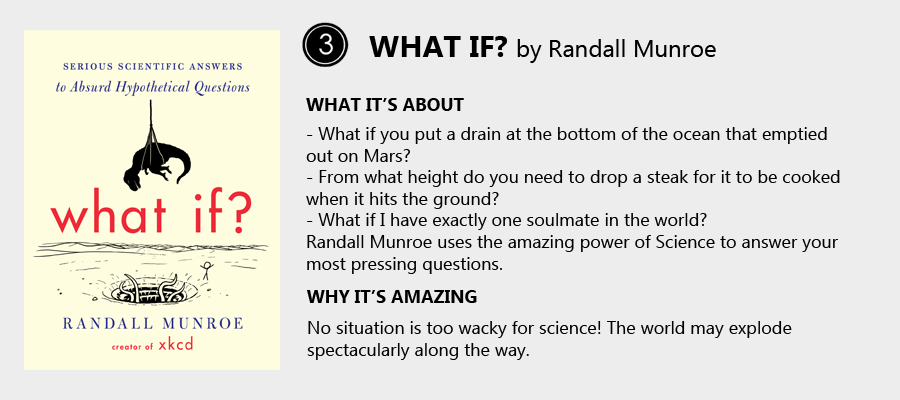 SERIOUS SCIENTIFIC ANSWERS
to Absurd Hypothetical Questions
what if?
RANDALL MUNROE
creator of xkcd
3 WHAT IF? by Randall Munroe
WHAT IT'S ABOUT
- What if you put a drain at the bottom of the ocean that emptied
out on Mars?
- From what height do you need to drop a steak for it to be cooked
when it hits the ground?
- What if I have exactly one soulmate in the world?
Randall Munroe uses the amazing power of Science to answer your
most pressing questions.
WHY IT'S AMAZING
No situation is too wacky for science! The world may explode
spectacularly along the way.